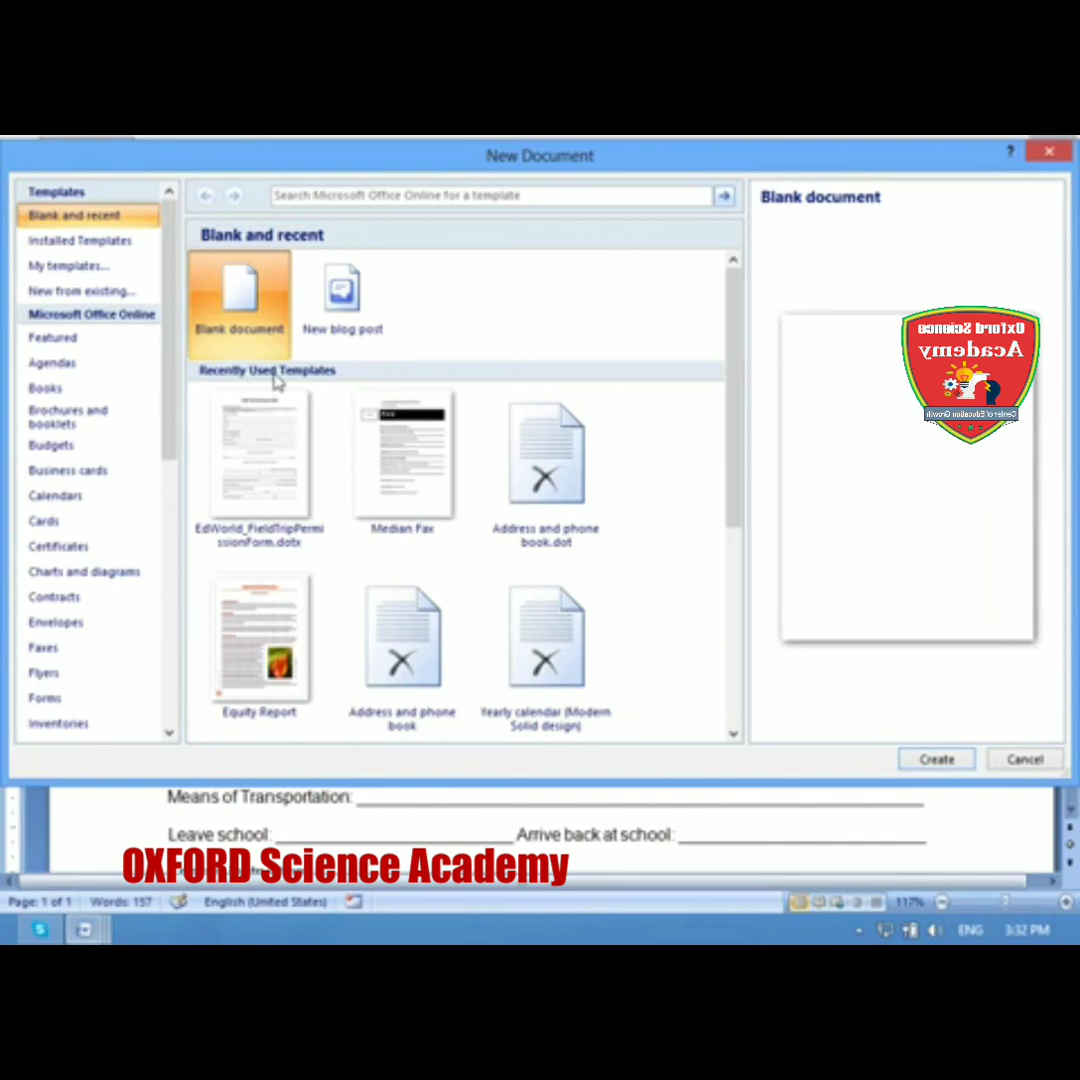 New Document
?
Templates
Blank and recent
Installed Templates
My templates...
New from existing...
Microsoft Office Online
Featured
Agendas
Books
Brochures and
booklets
Budgets
Business cards
Calendars
Cards
Certificates
Charts and diagrams
Contracts
Envelopes
Faxes
Flyers
Forms
Inventories
Search Microsoft Office Online for a template
Blank and recent
Blank document
New blog post
Recently Used Templates
EdWorld_FieldTripPermi
ssionForm.dotx
Median Fax
Address and phone
book.dot
Equity Report
Address and phone
book
Yearly calendar (Modern
Solid design)
Blank document
Oxford Science
Academy
Center of Education Growth
Create
Cancel
Means of Transportation:
Leave school: Arrive back at school:
OXFORD Science Academy
Page: 1 of 1
Words: 157
English (United States)
117%
ENG
3:32 PM